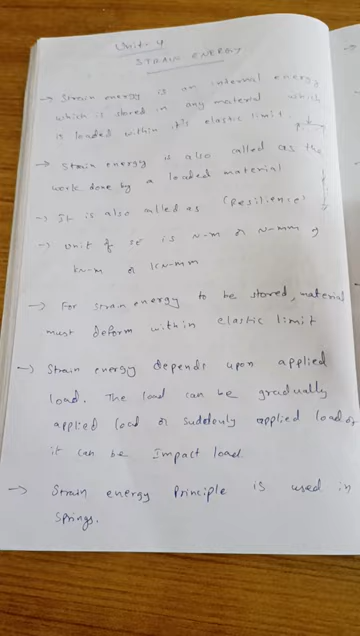 Unit-4
STRAIN ENERGY
→ Strain energy is an internal energy
which is stored in any material which
is loaded within it's elastic limit.
→ Strain energy is also called as the
work done by a loaded material
→ It is also called as (Resilience)
→ Unit of SE is N-m or N-mm or
kN-m or kN-mm
→ For strain energy to be stored, material
must deform within elastic limit
→ Strain energy depends upon applied
load. The load can be gradually
applied load or suddenly applied load or
it can be Impact load
→ Strain energy Principle is used in
springs.